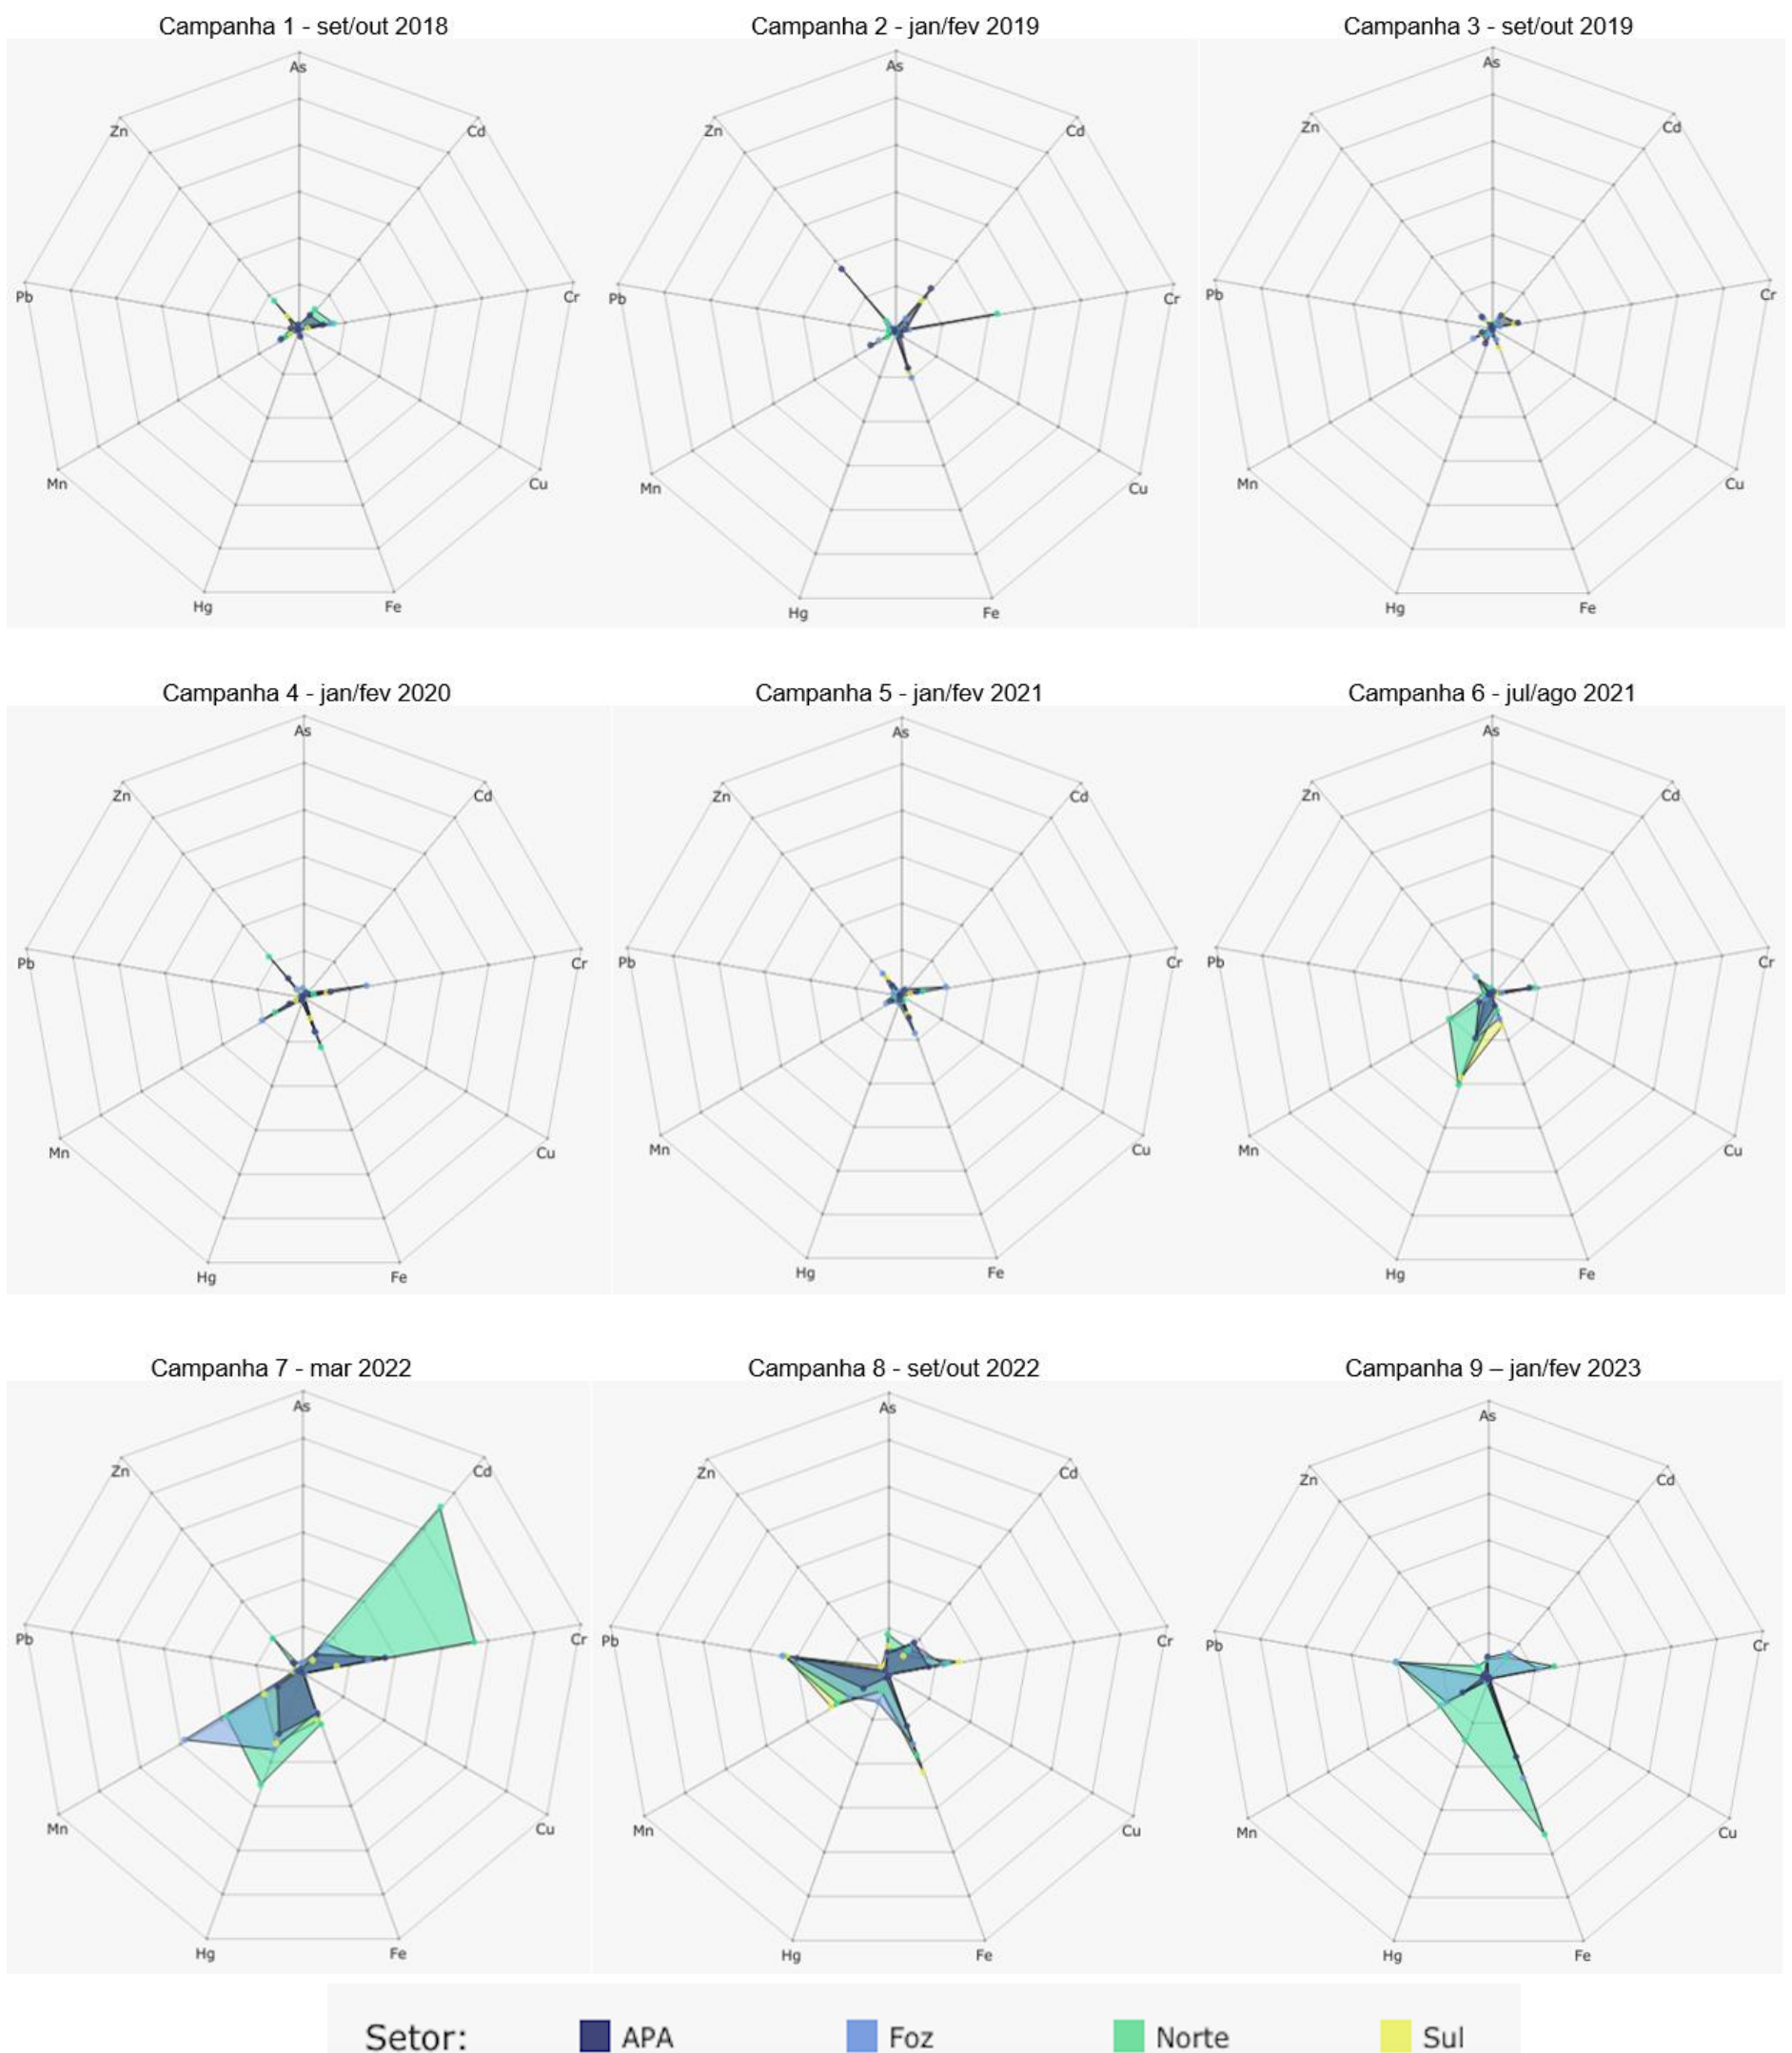 Campanha 1 - set/out 2018
As
Zn
Cd
Pb
Cr
Mn
Cu
Hg
Fe
Campanha 2 - jan/fev 2019
As
Zn
Cd
Pb
Cr
Mn
Cu
Hg
Fe
Campanha 3 - set/out 2019
As
Zn
Cd
Pb
Cr
Mn
Cu
Hg
Fe
Campanha 4 - jan/fev 2020
As
Zn
Cd
Pb
Cr
Mn
Cu
Hg
Fe
Campanha 5 - jan/fev 2021
As
Zn
Cd
Pb
Cr
Mn
Cu
Hg
Fe
Campanha 6 - jul/ago 2021
As
Zn
Cd
Pb
Cr
Mn
Cu
Hg
Fe
Campanha 7 - mar 2022
As
Zn
Cd
Pb
Cr
Mn
Cu
Hg
Fe
Campanha 8 - set/out 2022
As
Zn
Cd
Pb
Cr
Mn
Cu
Hg
Fe
Campanha 9 – jan/fev 2023
As
Zn
Cd
Pb
Cr
Mn
Cu
Hg
Fe
Setor: APA Foz Norte Sul